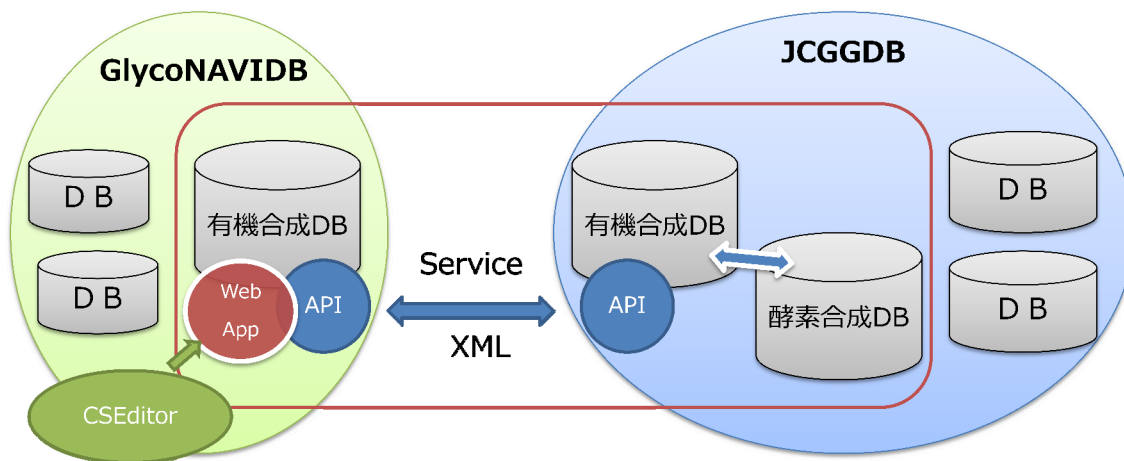 GlycoNAVIDB
ＤＢ
ＤＢ
有機合成DB
Web
App
API
CSEditor
Service
XML
JCGGDB
有機合成DB
API
酵素合成DB
ＤＢ
ＤＢ